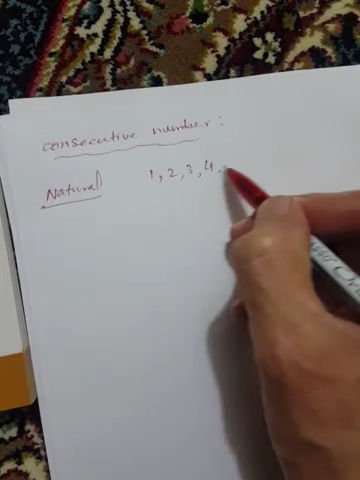 consecutive number :
Natural 1, 2, 3, 4,